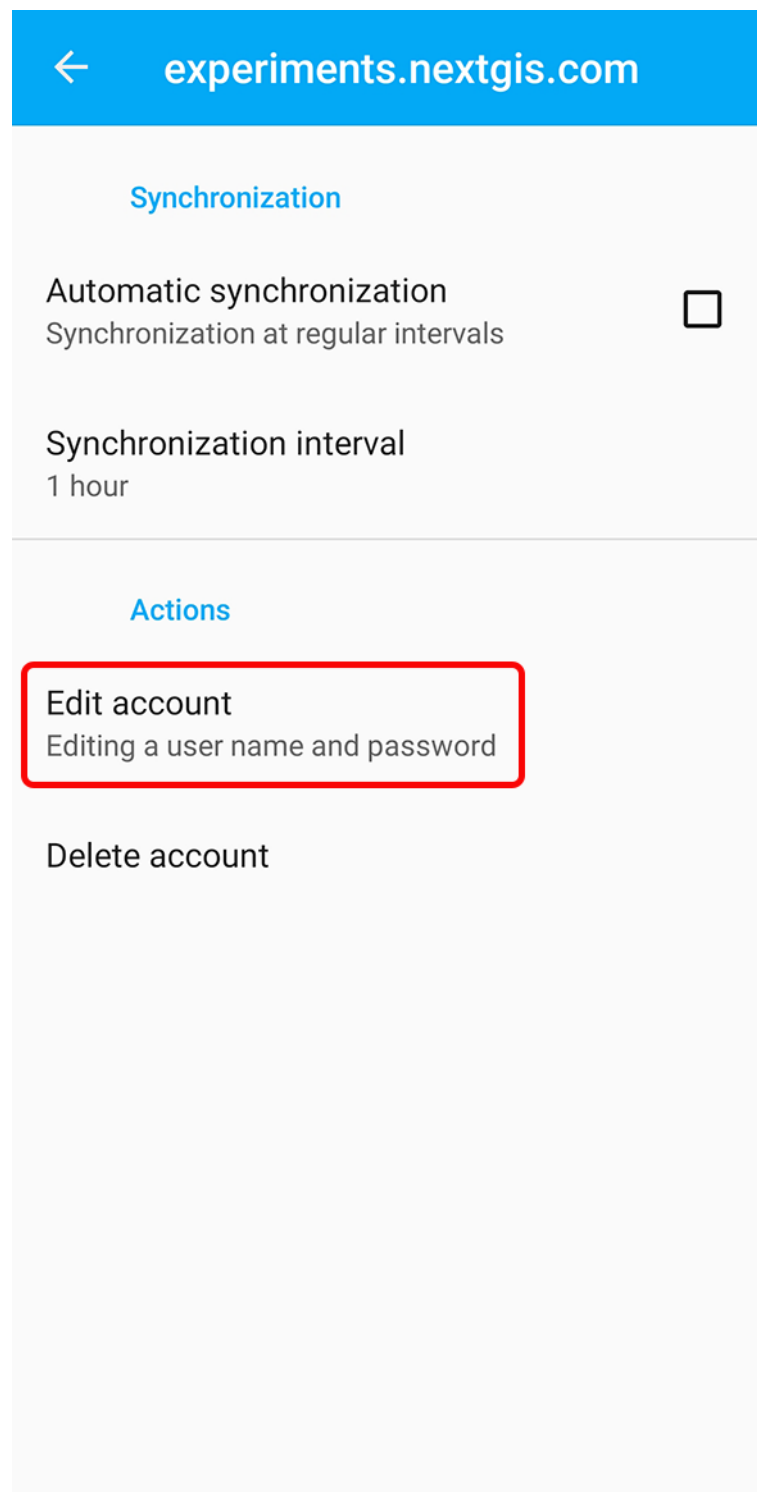 experiments.nextgis.com
Synchronization
Automatic synchronization
Synchronization at regular intervals
Synchronization interval
1 hour
Actions
Edit account
Editing a user name and password
Delete account